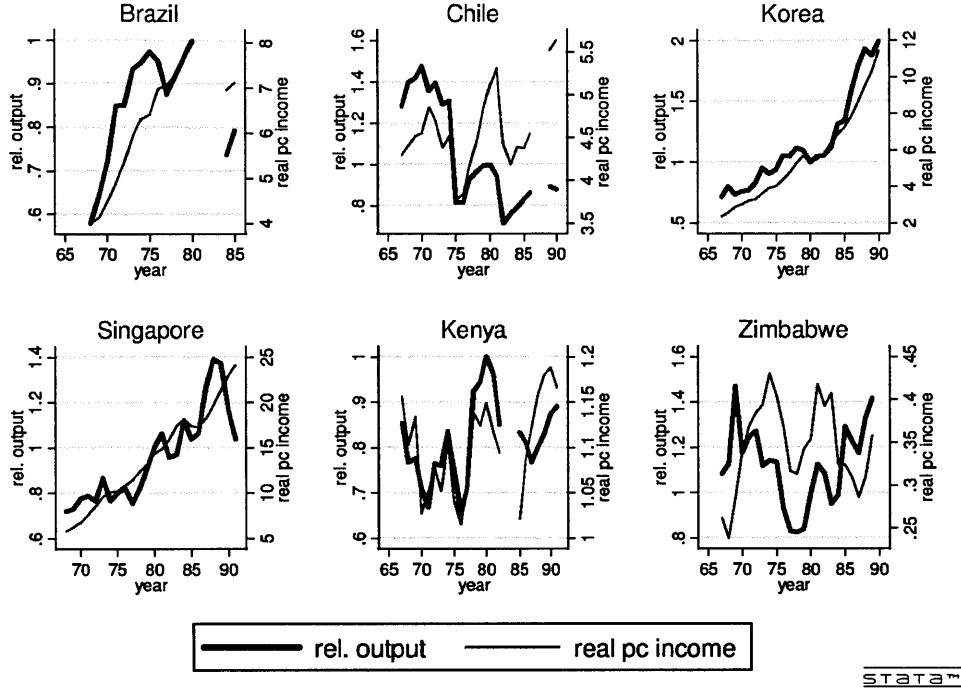 Brazil Chile Korea
rel. output
.6 .7 .8 .9 1
4 5 6 7 8
real pc income
65 70 75 80 85
year
rel. output
.8 1 1.2 1.4 1.6
3.5 4 4.5 5 5.5
real pc income
65 70 75 80 85 90
year
rel. output
.5 1 1.5 2
2 4 6 8 10 12
real pc income
65 70 75 80 85 90
year
Singapore Kenya Zimbabwe
rel. output
.6 .8 1 1.2 1.4
5 10 15 20 25
real pc income
70 75 80 85 90
year
rel. output
.6 .7 .8 .9 1
1 1.05 1.1 1.15 1.2
real pc income
65 70 75 80 85 90
year
rel. output
.8 1 1.2 1.4 1.6
.25 .3 .35 .4 .45
real pc income
65 70 75 80 85 90
year
rel. output real pc income
STATA™